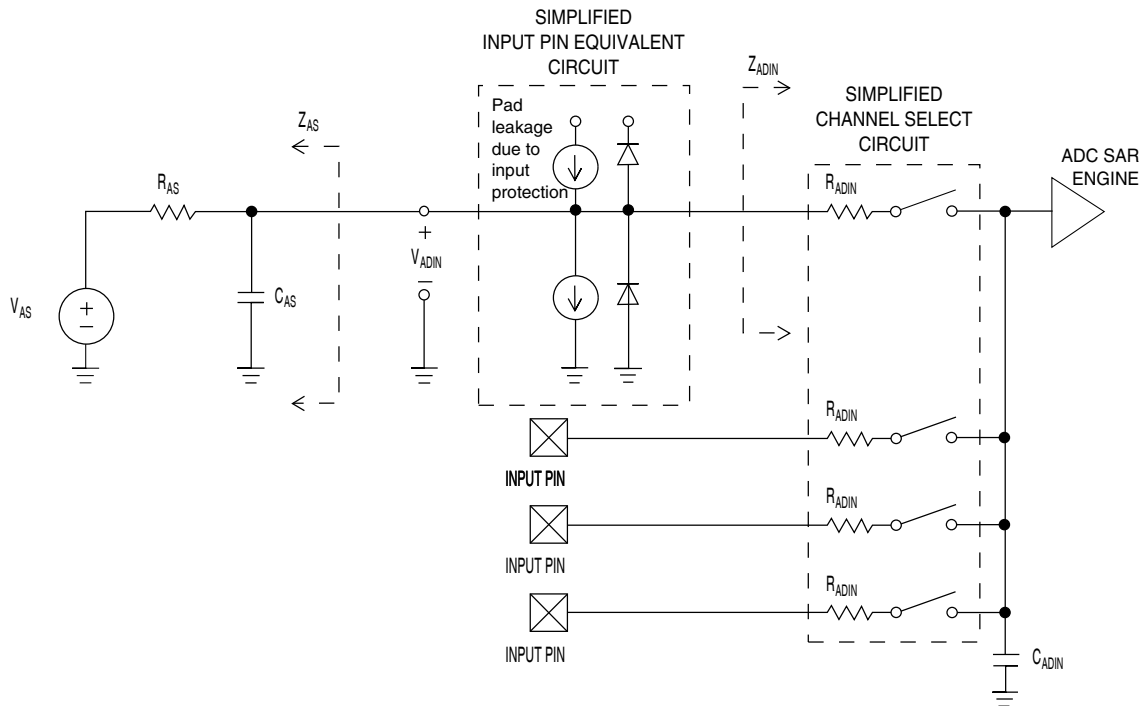 SIMPLIFIED
INPUT PIN EQUIVALENT
CIRCUIT
Pad
leakage
due to
input
protection
Z_ADIN
SIMPLIFIED
CHANNEL SELECT
CIRCUIT
ADC SAR
ENGINE
Z_AS
R_AS
R_ADIN
V_AS
+
–
C_AS
+
V_ADIN
–
R_ADIN
INPUT PIN
R_ADIN
INPUT PIN
R_ADIN
INPUT PIN
C_ADIN